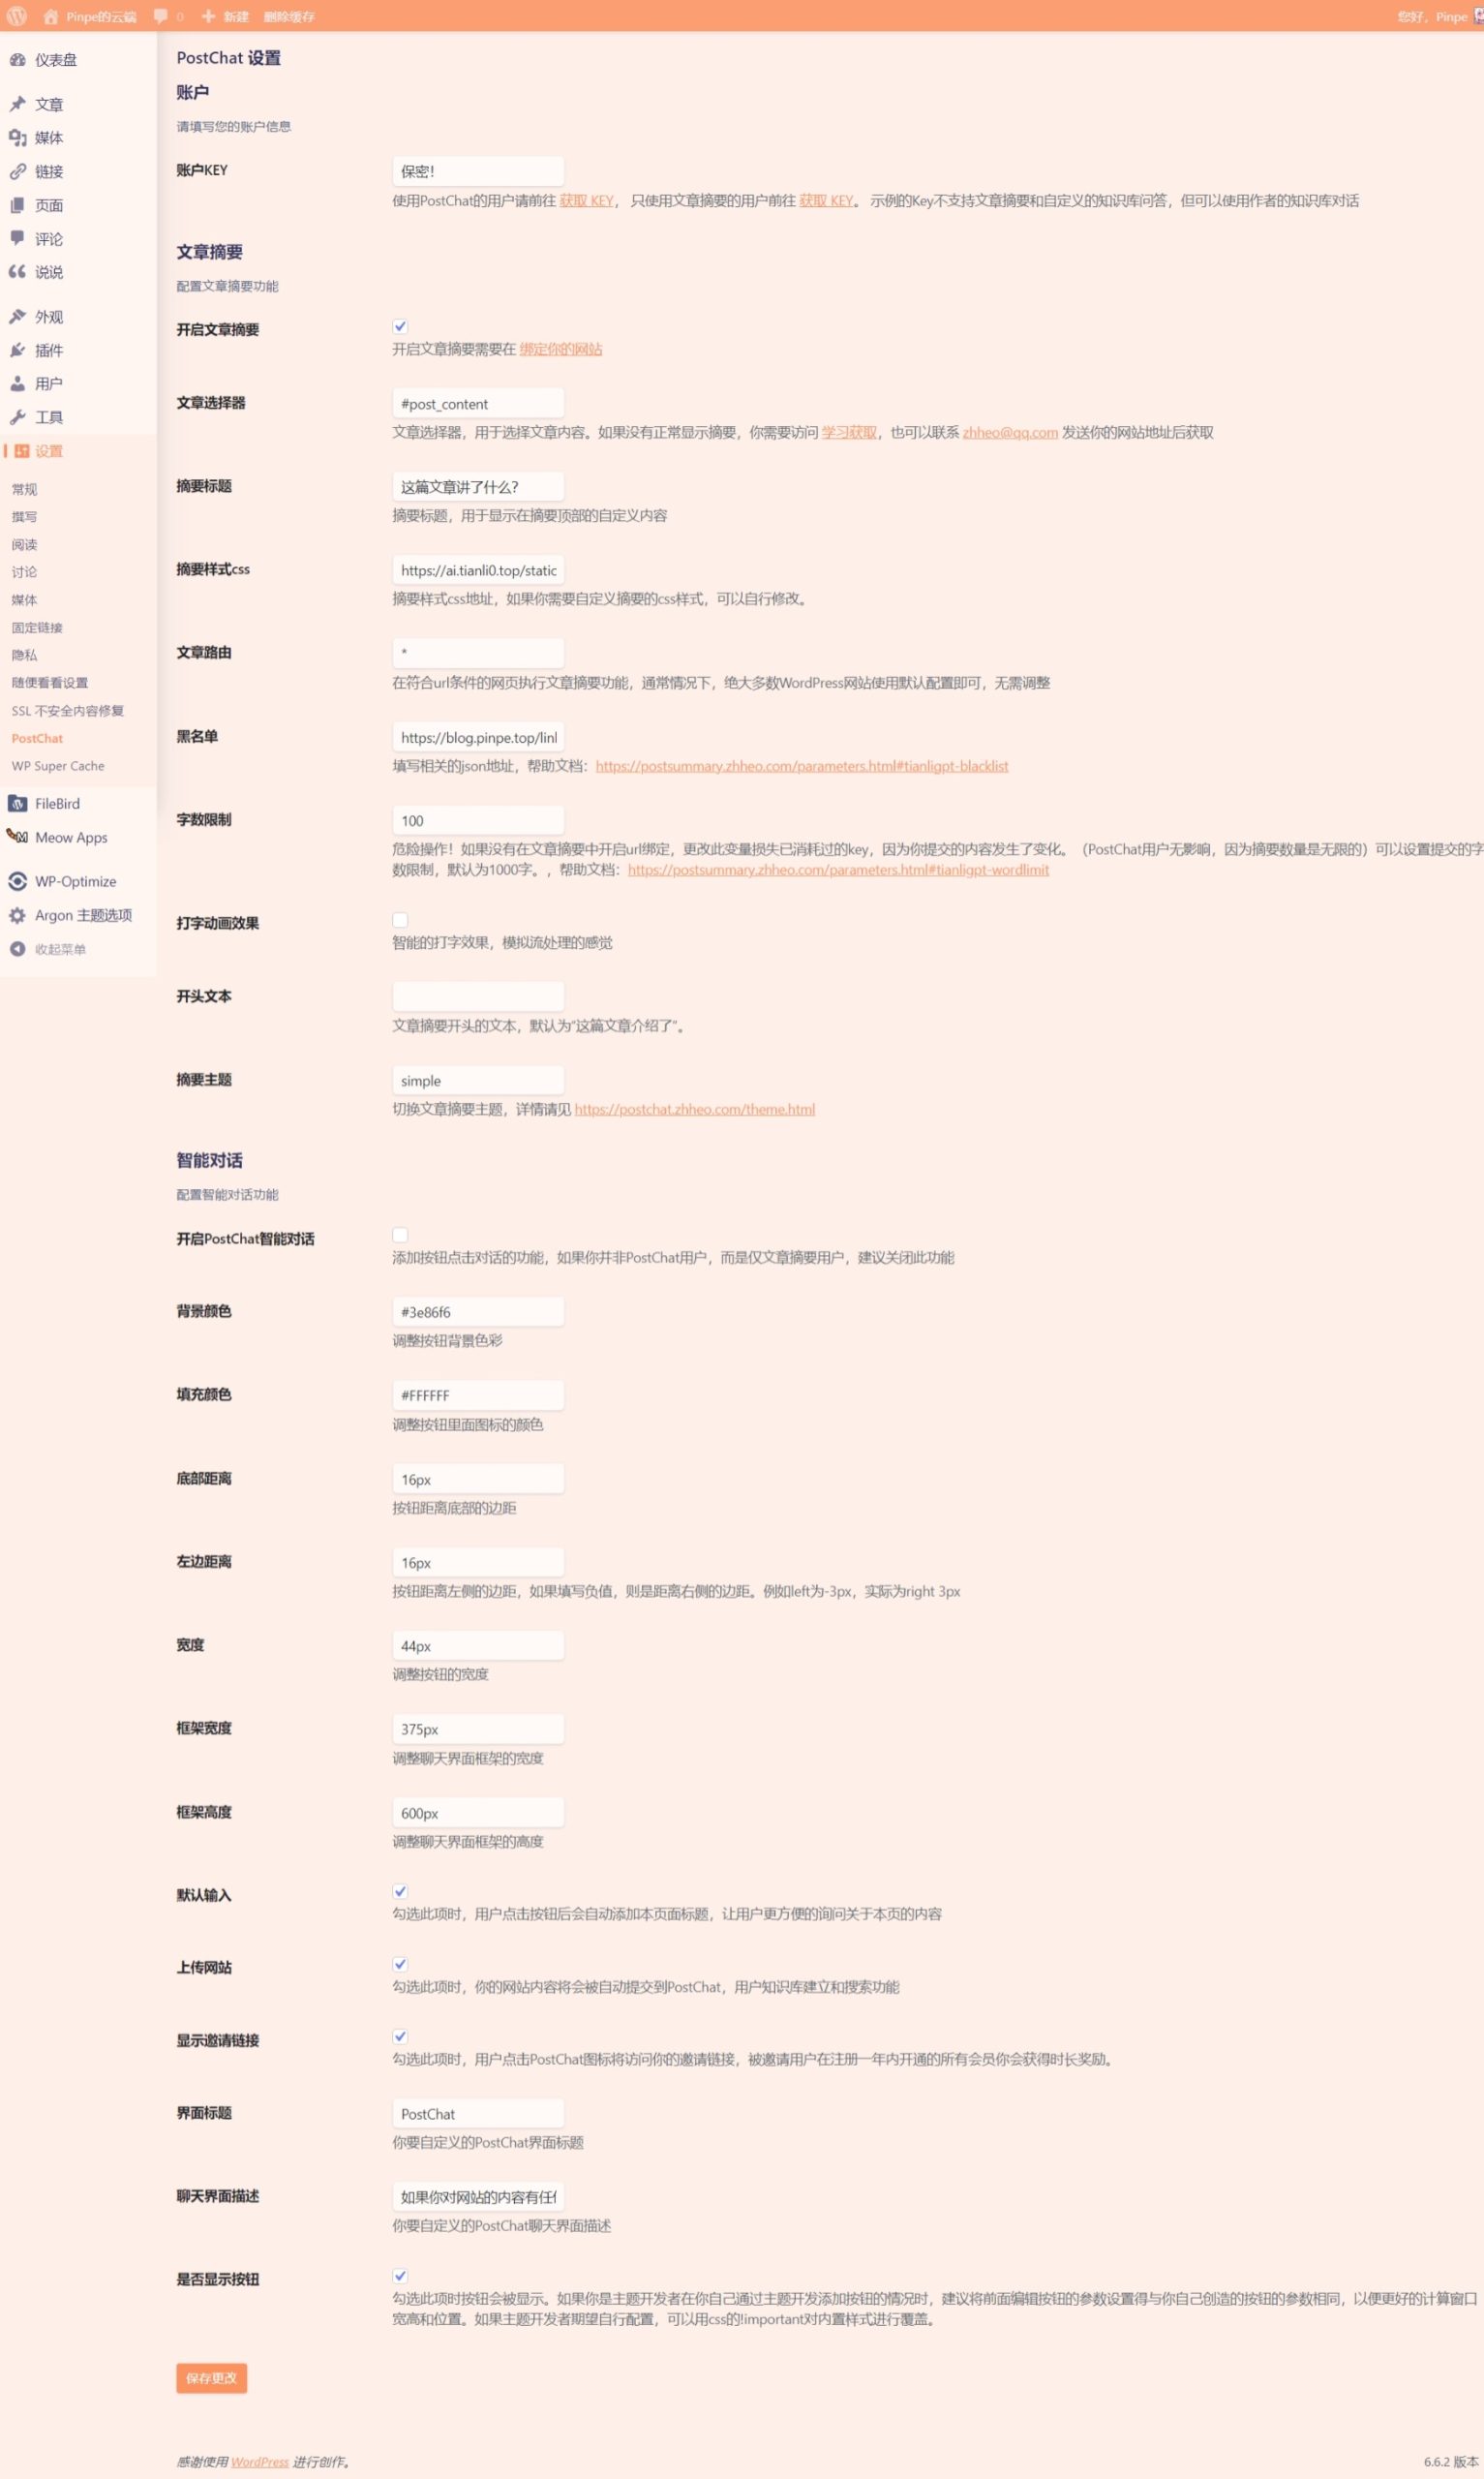 Pinpe的云端 0 新建 删除缓存 您好，Pinpe
仪表盘
文章
媒体
链接
页面
评论
说说
外观
插件
用户
工具
设置
常规
撰写
阅读
讨论
媒体
固定链接
隐私
随便看看设置
SSL 不安全内容修复
PostChat
WP Super Cache
FileBird
Meow Apps
WP-Optimize
Argon 主题选项
收起菜单
PostChat 设置
账户
请填写您的账户信息
账户KEY
保密！
使用PostChat的用户请前往 获取 KEY， 只使用文章摘要的用户前往 获取 KEY。 示例的Key不支持文章摘要和自定义的知识库问答，但可以使用作者的知识库对话
文章摘要
配置文章摘要功能
开启文章摘要
开启文章摘要需要在 绑定你的网站
文章选择器
#post_content
文章选择器，用于选择文章内容。如果没有正常显示摘要，你需要访问 学习获取，也可以联系 zhheo@qq.com 发送你的网站地址后获取
摘要标题
这篇文章讲了什么？
摘要标题，用于显示在摘要顶部的自定义内容
摘要样式css
https://ai.tianli0.top/static
摘要样式css地址，如果你需要自定义摘要的css样式，可以自行修改。
文章路由
*
在符合url条件的网页执行文章摘要功能，通常情况下，绝大多数WordPress网站使用默认配置即可，无需调整
黑名单
https://blog.pinpe.top/linl
填写相关的json地址，帮助文档：https://postsummary.zhheo.com/parameters.html#tianligpt-blacklist
字数限制
100
危险操作！如果没有在文章摘要中开启url绑定，更改此变量损失已消耗过的key，因为你提交的内容发生了变化。（PostChat用户无影响，因为摘要数量是无限的）可以设置提交的字
数限制，默认为1000字。，帮助文档：https://postsummary.zhheo.com/parameters.html#tianligpt-wordlimit
打字动画效果
智能的打字效果，模拟流处理的感觉
开头文本
文章摘要开头的文本，默认为"这篇文章介绍了"。
摘要主题
simple
切换文章摘要主题，详情请见 https://postchat.zhheo.com/theme.html
智能对话
配置智能对话功能
开启PostChat智能对话
添加按钮点击对话的功能，如果你并非PostChat用户，而是仅文章摘要用户，建议关闭此功能
背景颜色
#3e86f6
调整按钮背景色彩
填充颜色
#FFFFFF
调整按钮里面图标的颜色
底部距离
16px
按钮距离底部的边距
左边距离
16px
按钮距离左侧的边距，如果填写负值，则是距离右侧的边距。例如left为-3px，实际为right 3px
宽度
44px
调整按钮的宽度
框架宽度
375px
调整聊天界面框架的宽度
框架高度
600px
调整聊天界面框架的高度
默认输入
勾选此项时，用户点击按钮后会自动添加本页面标题，让用户更方便的询问关于本页的内容
上传网站
勾选此项时，你的网站内容将会被自动提交到PostChat，用户知识库建立和搜索功能
显示邀请链接
勾选此项时，用户点击PostChat图标将访问你的邀请链接，被邀请用户在注册一年内开通的所有会员你会获得时长奖励。
界面标题
PostChat
你要自定义的PostChat界面标题
聊天界面描述
如果你对网站的内容有任
你要自定义的PostChat聊天界面描述
是否显示按钮
勾选此项时按钮会被显示。如果你是主题开发者在你自己通过主题开发添加按钮的情况时，建议将前面编辑按钮的参数设置得与你自己创造的按钮的参数相同，以便更好的计算窗口
宽高和位置。如果主题开发者期望自行配置，可以用css的!important对内置样式进行覆盖。
保存更改
感谢使用 WordPress 进行创作。 6.6.2 版本